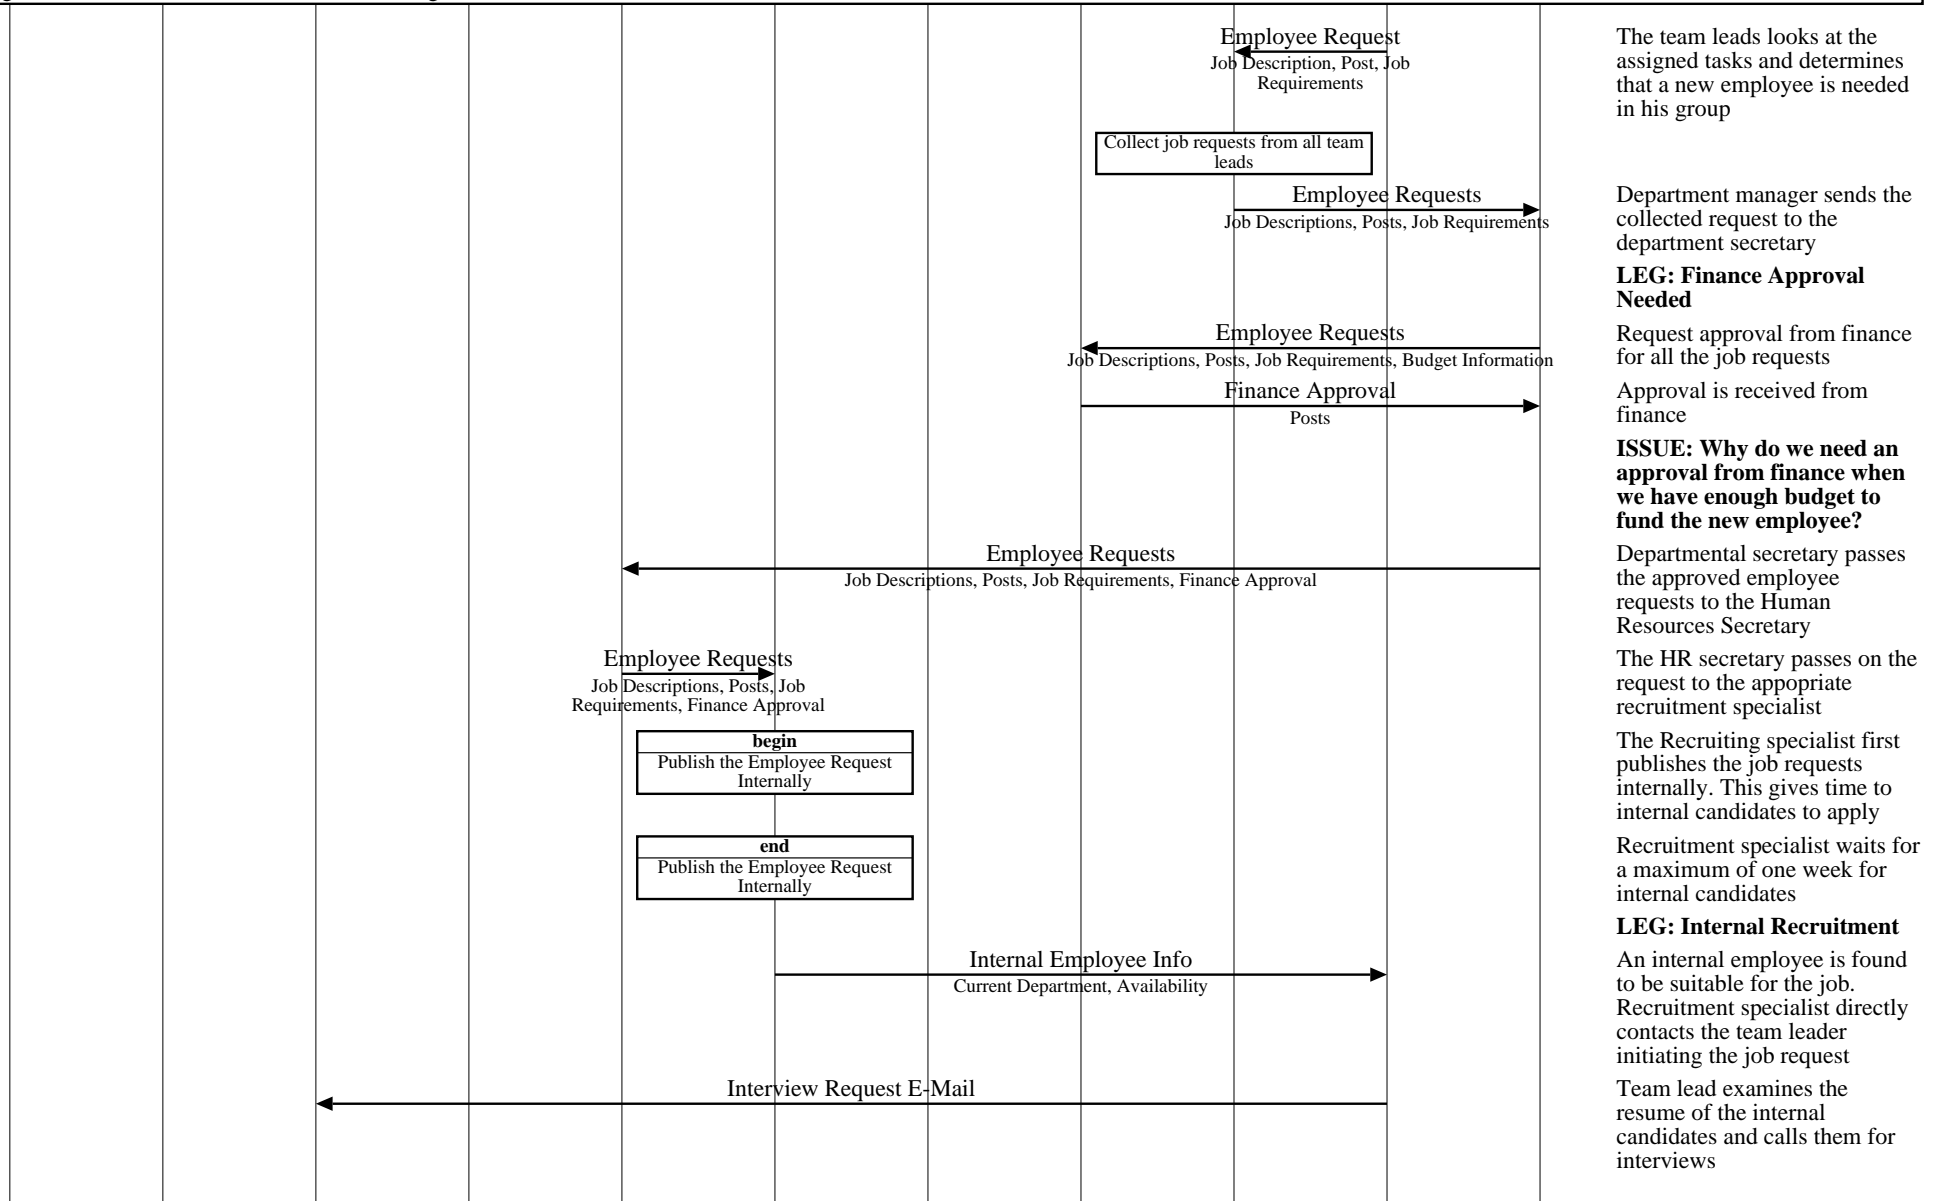 Employee Request
Job Description, Post, Job
Requirements
The team leads looks at the
assigned tasks and determines
that a new employee is needed
in his group
Collect job requests from all team
leads
Employee Requests
Job Descriptions, Posts, Job Requirements
Department manager sends the
collected request to the
department secretary
LEG: Finance Approval
Needed
Employee Requests
Job Descriptions, Posts, Job Requirements, Budget Information
Request approval from finance
for all the job requests
Finance Approval
Posts
Approval is received from
finance
ISSUE: Why do we need an
approval from finance when
we have enough budget to
fund the new employee?
Employee Requests
Job Descriptions, Posts, Job Requirements, Finance Approval
Departmental secretary passes
the approved employee
requests to the Human
Resources Secretary
Employee Requests
Job Descriptions, Posts, Job
Requirements, Finance Approval
The HR secretary passes on the
request to the appopriate
recruitment specialist
begin
Publish the Employee Request
Internally
The Recruiting specialist first
publishes the job requests
internally. This gives time to
internal candidates to apply
end
Publish the Employee Request
Internally
Recruitment specialist waits for
a maximum of one week for
internal candidates
LEG: Internal Recruitment
Internal Employee Info
Current Department, Availability
An internal employee is found
to be suitable for the job.
Recruitment specialist directly
contacts the team leader
initiating the job request
Interview Request E-Mail
Team lead examines the
resume of the internal
candidates and calls them for
interviews